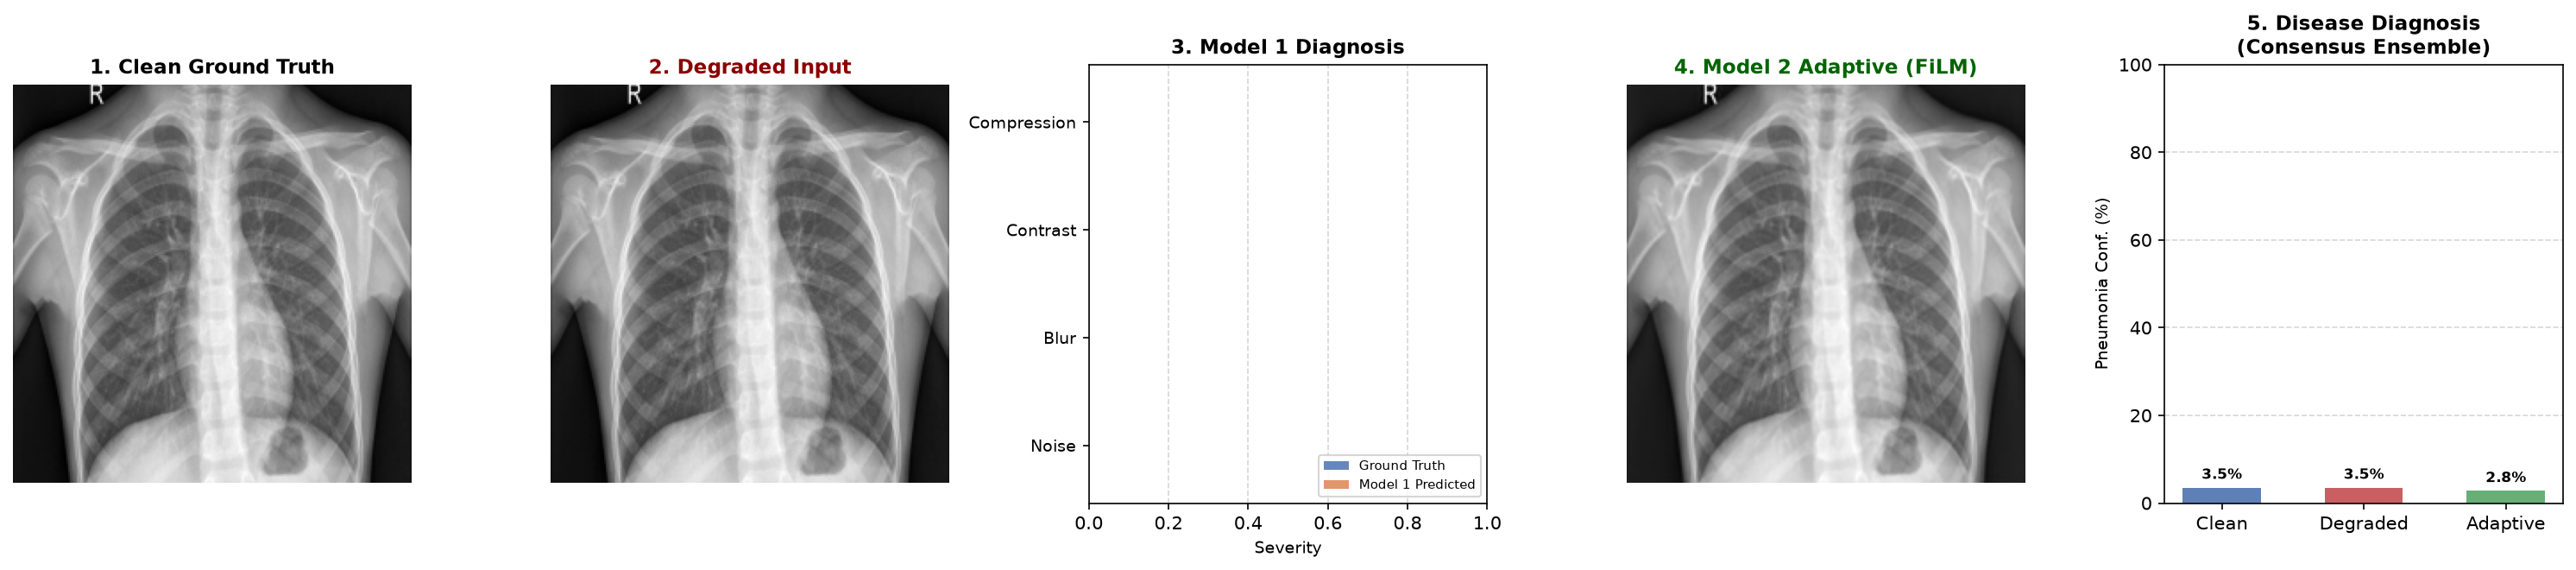 1. Clean Ground Truth
R
2. Degraded Input
R
3. Model 1 Diagnosis
Compression
Contrast
Blur
Noise
Ground Truth
Model 1 Predicted
0.0 0.2 0.4 0.6 0.8 1.0
Severity
4. Model 2 Adaptive (FiLM)
R
5. Disease Diagnosis
(Consensus Ensemble)
Pneumonia Conf. (%)
100
80
60
40
20
0
3.5% 3.5% 2.8%
Clean Degraded Adaptive